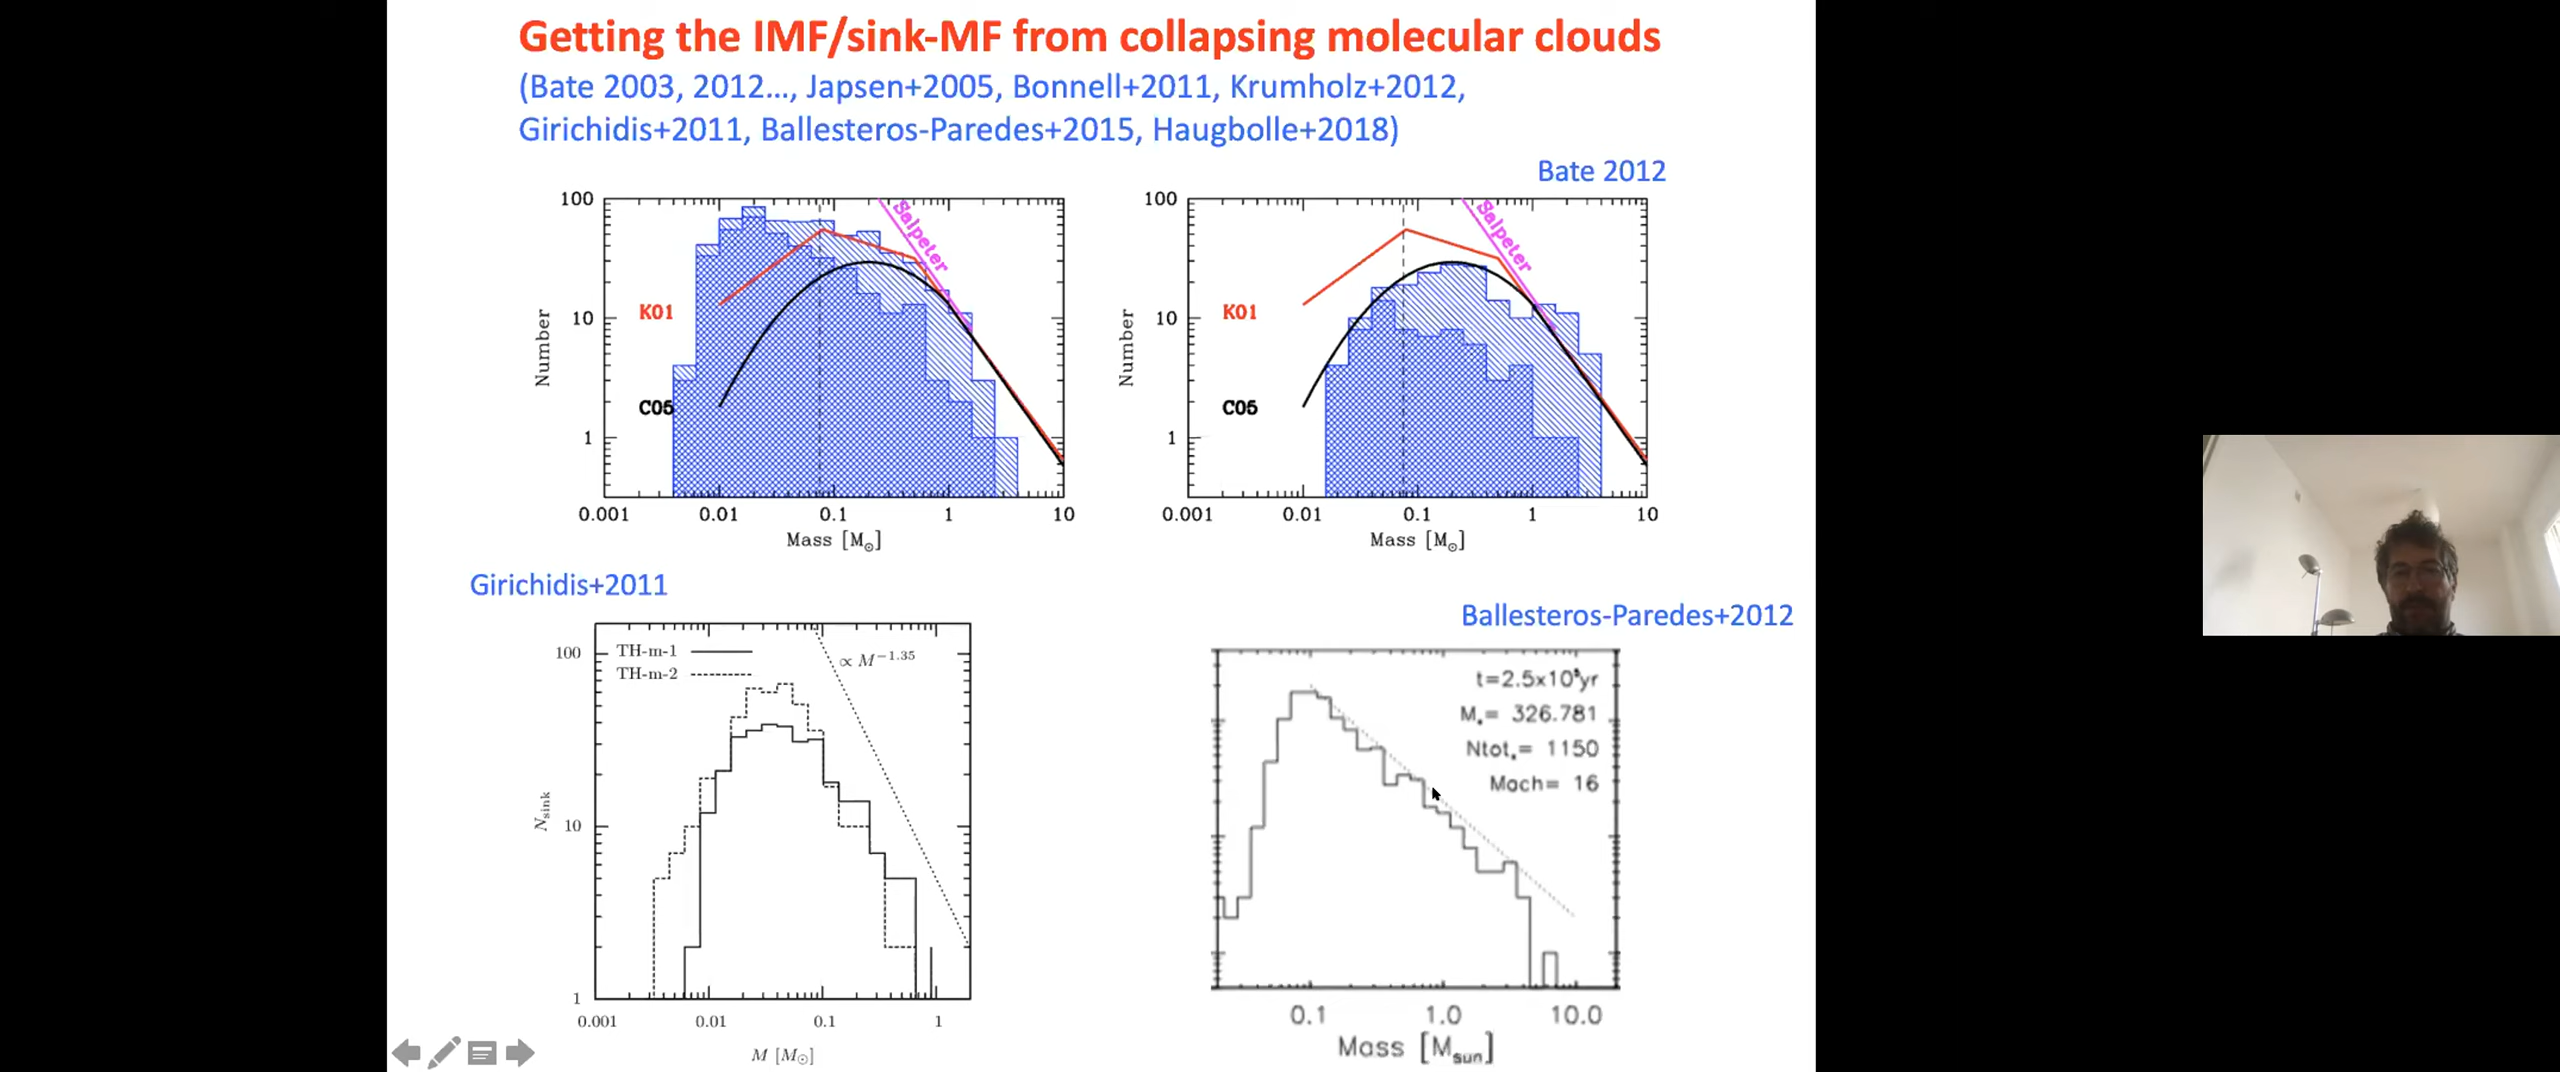 Getting the IMF/sink-MF from collapsing molecular clouds
(Bate 2003, 2012..., Japsen+2005, Bonnell+2011, Krumholz+2012,
Girichidis+2011, Ballesteros-Paredes+2015, Haugbolle+2018)
Bate 2012
100
10
1
Number
Salpeter
K01
C05
0.001 0.01 0.1 1 10
Mass [M⊙]
100
10
1
Number
Salpeter
K01
C05
0.001 0.01 0.1 1 10
Mass [M⊙]
Girichidis+2011
100
10
1
Nsink
TH-m-1
TH-m-2
∝ M^−1.35
0.001 0.01 0.1 1
M [M⊙]
Ballesteros-Paredes+2012
t=2.5x10⁵yr
M*= 326.781
Ntot*= 1150
Mach= 16
0.1 1.0 10.0
Mass [Msun]